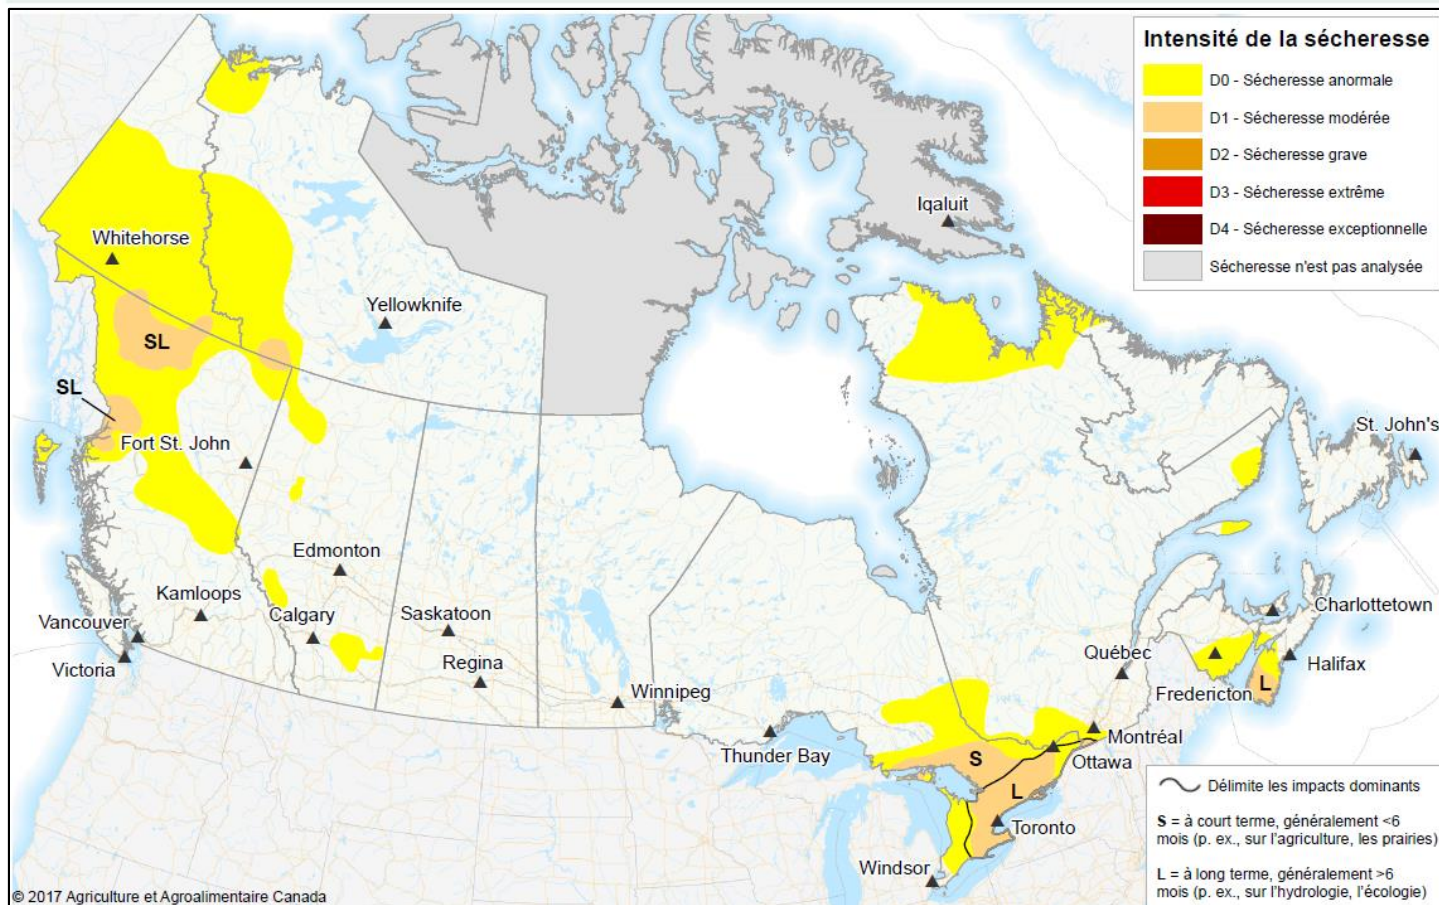 Intensité de la sécheresse
D0 - Sécheresse anormale
D1 - Sécheresse modérée
D2 - Sécheresse grave
D3 - Sécheresse extrême
D4 - Sécheresse exceptionnelle
Sécheresse n'est pas analysée
Iqaluit
Whitehorse
Yellowknife
SL
SL
Fort St. John
St. John's
Edmonton
Kamloops
Calgary
Saskatoon
Vancouver
Victoria
Regina
Winnipeg
Thunder Bay
Charlottetown
Québec
Halifax
Fredericton
L
Montréal
Ottawa
S
L
Toronto
Windsor
Délimite les impacts dominants
S = à court terme, généralement <6
mois (p. ex., sur l'agriculture, les prairies)
L = à long terme, généralement >6
mois (p. ex., sur l'hydrologie, l'écologie)
© 2017 Agriculture et Agroalimentaire Canada